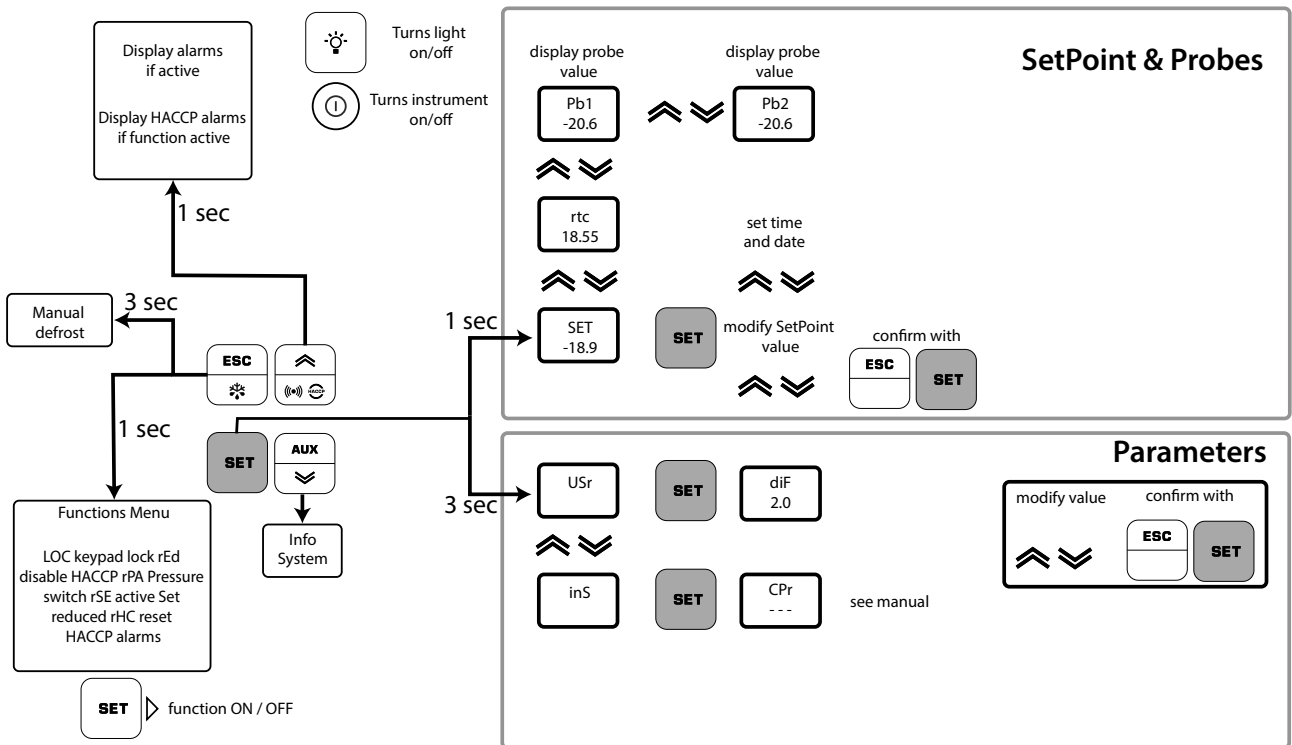 Display alarms
if active
Display HACCP alarms
if function active
Turns light
on/off
Turns instrument
on/off
1 sec
3 sec
Manual
defrost
ESC
HACCP
SET
AUX
1 sec
Functions Menu
LOC keypad lock rEd
disable HACCP rPA Pressure
switch rSE active Set
reduced rHC reset
HACCP alarms
Info
System
SET
function ON / OFF
1 sec
3 sec
SetPoint & Probes
display probe
value
Pb1
-20.6
display probe
value
Pb2
-20.6
rtc
18.55
set time
and date
SET
-18.9
SET
modify SetPoint
value
confirm with
ESC
SET
Parameters
USr
SET
diF
2.0
inS
SET
CPr
- - -
see manual
modify value
confirm with
ESC
SET